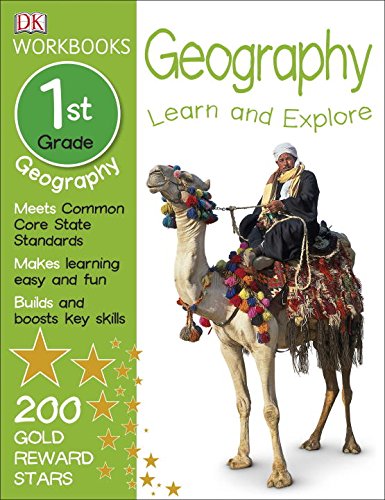 DK
WORKBOOKS
Geography
Learn and Explore
1st
Grade
Geography
Meets Common
Core State
Standards
Makes learning
easy and fun
Builds and
boosts key skills
200
GOLD
REWARD
STARS